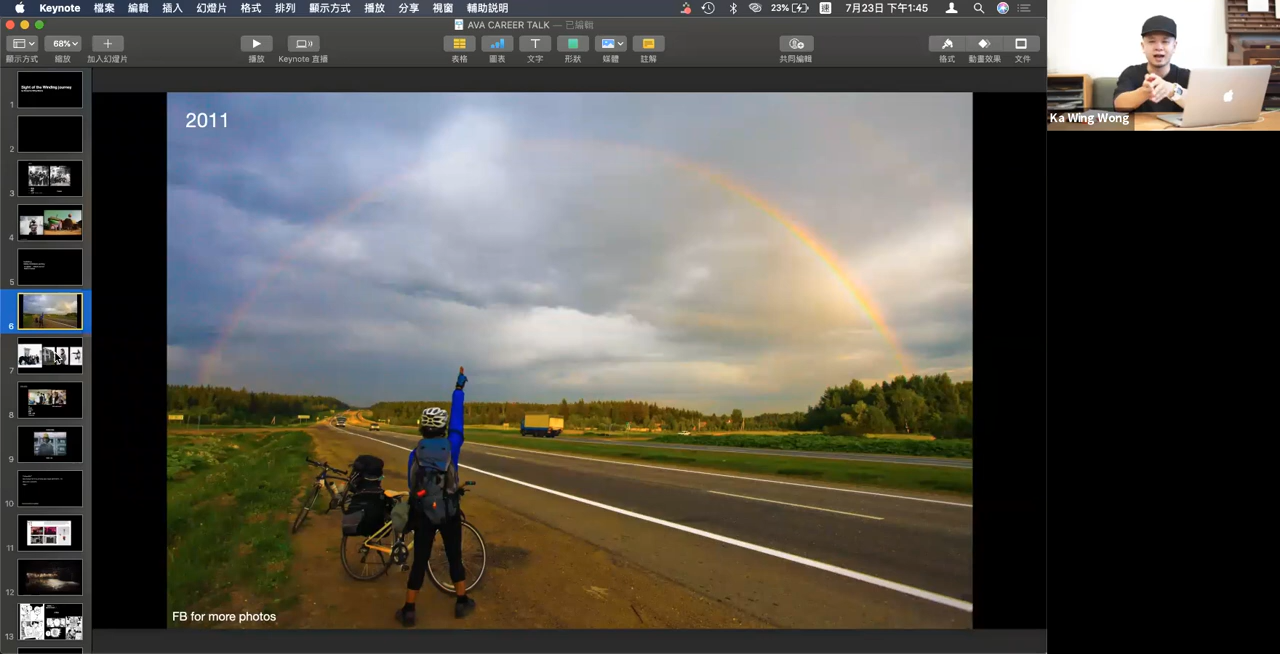 Keynote 檔案 編輯 插入 幻燈片 格式 排列 顯示方式 播放 分享 視窗 輔助說明 23% 7月23日 下午1:45
AVA CAREER TALK — 已編輯
68%
顯示方式 縮放 加入幻燈片 播放 Keynote 直播 表格 圖表 文字 形狀 媒體 註解 共同編輯 格式 動畫效果 文件
Ka Wing Wong
2011
FB for more photos
Sight of the Winding journey
1
2
3
4
5
6
7
8
9
10
11
12
13